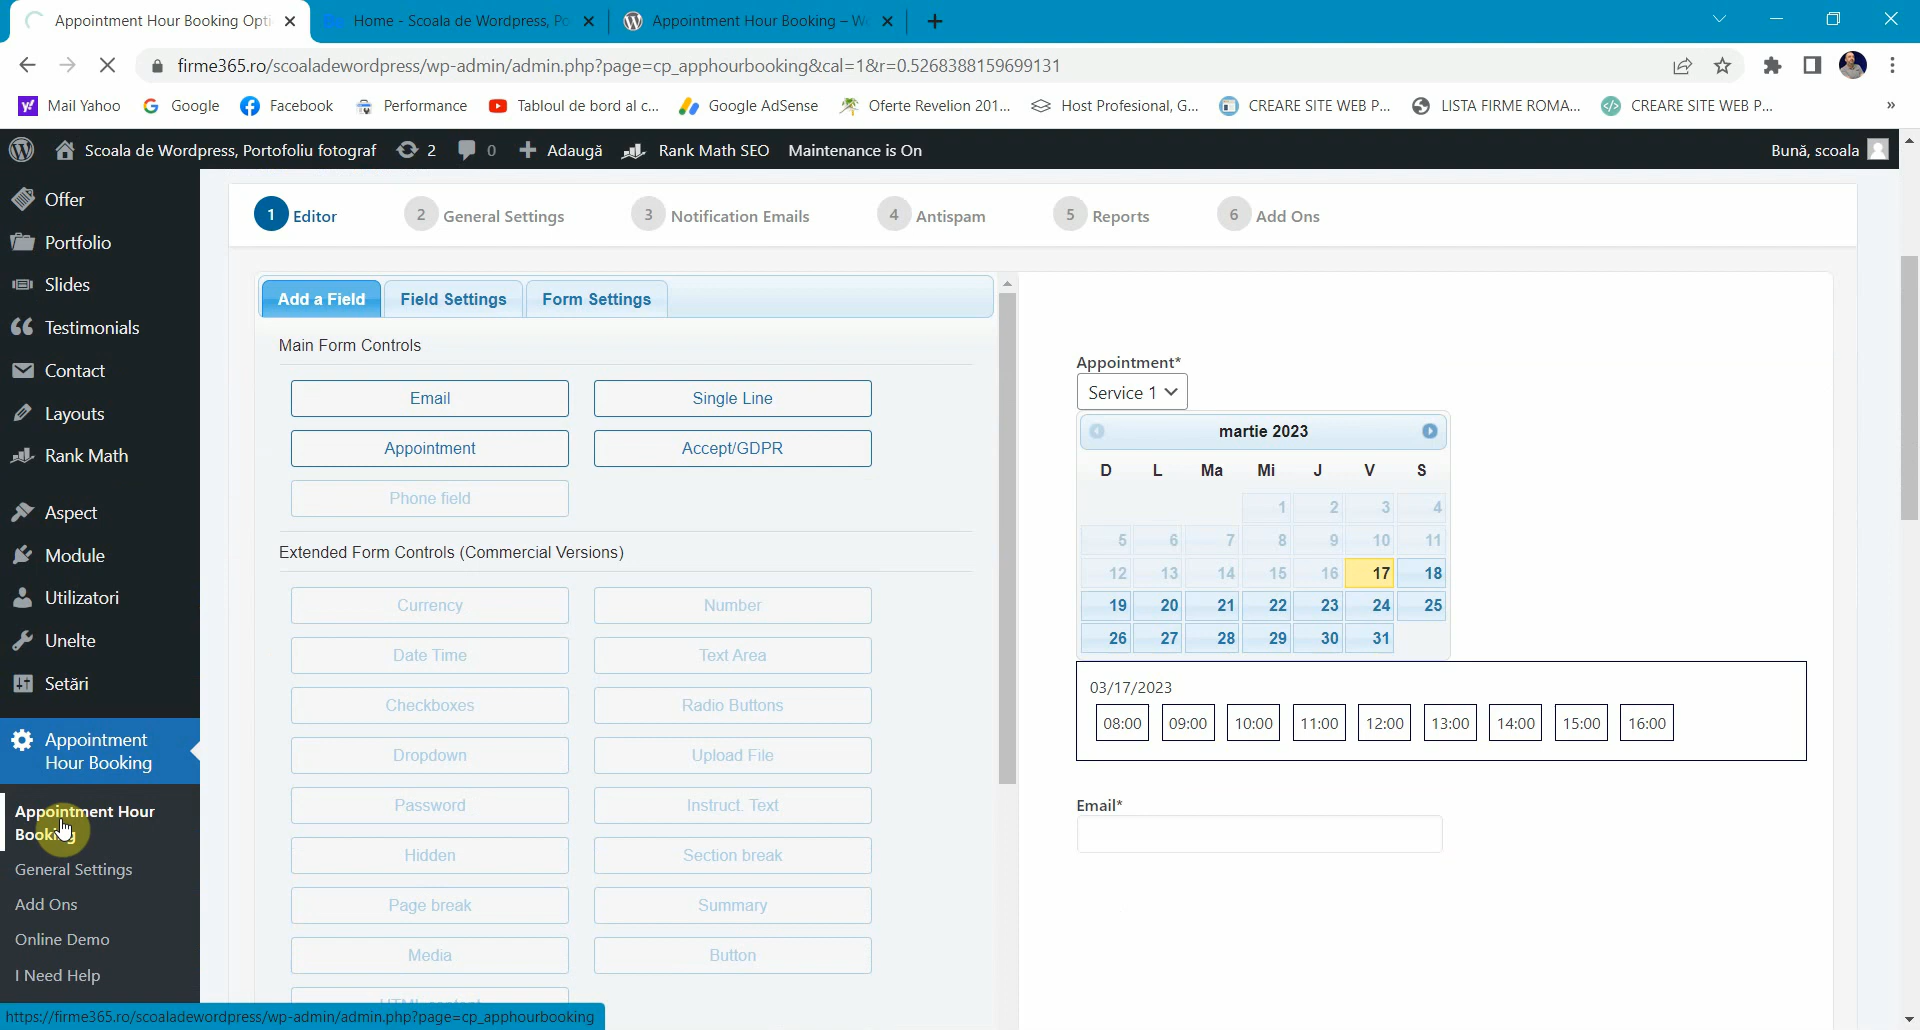 Appointment Hour Booking Opti
Home - Scoala de Wordpress, Po
Appointment Hour Booking – W
firme365.ro/scoaladewordpress/wp-admin/admin.php?page=cp_apphourbooking&cal=1&r=0.5268388159699131
Mail Yahoo
Google
Facebook
Performance
Tabloul de bord al c...
Google AdSense
Oferte Revelion 201...
Host Profesional, G...
CREARE SITE WEB P...
LISTA FIRME ROMA...
CREARE SITE WEB P...
»
Scoala de Wordpress, Portofoliu fotograf
2
0
Adaugă
Rank Math SEO
Maintenance is On
Bună, scoala
Offer
Portfolio
Slides
Testimonials
Contact
Layouts
Rank Math
Aspect
Module
Utilizatori
Unelte
Setări
Appointment
Hour Booking
Appointment Hour
Booking
General Settings
Add Ons
Online Demo
I Need Help
1 Editor
2 General Settings
3 Notification Emails
4 Antispam
5 Reports
6 Add Ons
Add a Field
Field Settings
Form Settings
Main Form Controls
Email
Single Line
Appointment
Accept/GDPR
Phone field
Extended Form Controls (Commercial Versions)
Currency
Number
Date Time
Text Area
Checkboxes
Radio Buttons
Dropdown
Upload File
Password
Instruct. Text
Hidden
Section break
Page break
Summary
Media
Button
Appointment*
Service 1
martie 2023
D L Ma Mi J V S
1 2 3 4
5 6 7 8 9 10 11
12 13 14 15 16 17 18
19 20 21 22 23 24 25
26 27 28 29 30 31
03/17/2023
08:00 09:00 10:00 11:00 12:00 13:00 14:00 15:00 16:00
Email*
https://firme365.ro/scoaladewordpress/wp-admin/admin.php?page=cp_apphourbooking